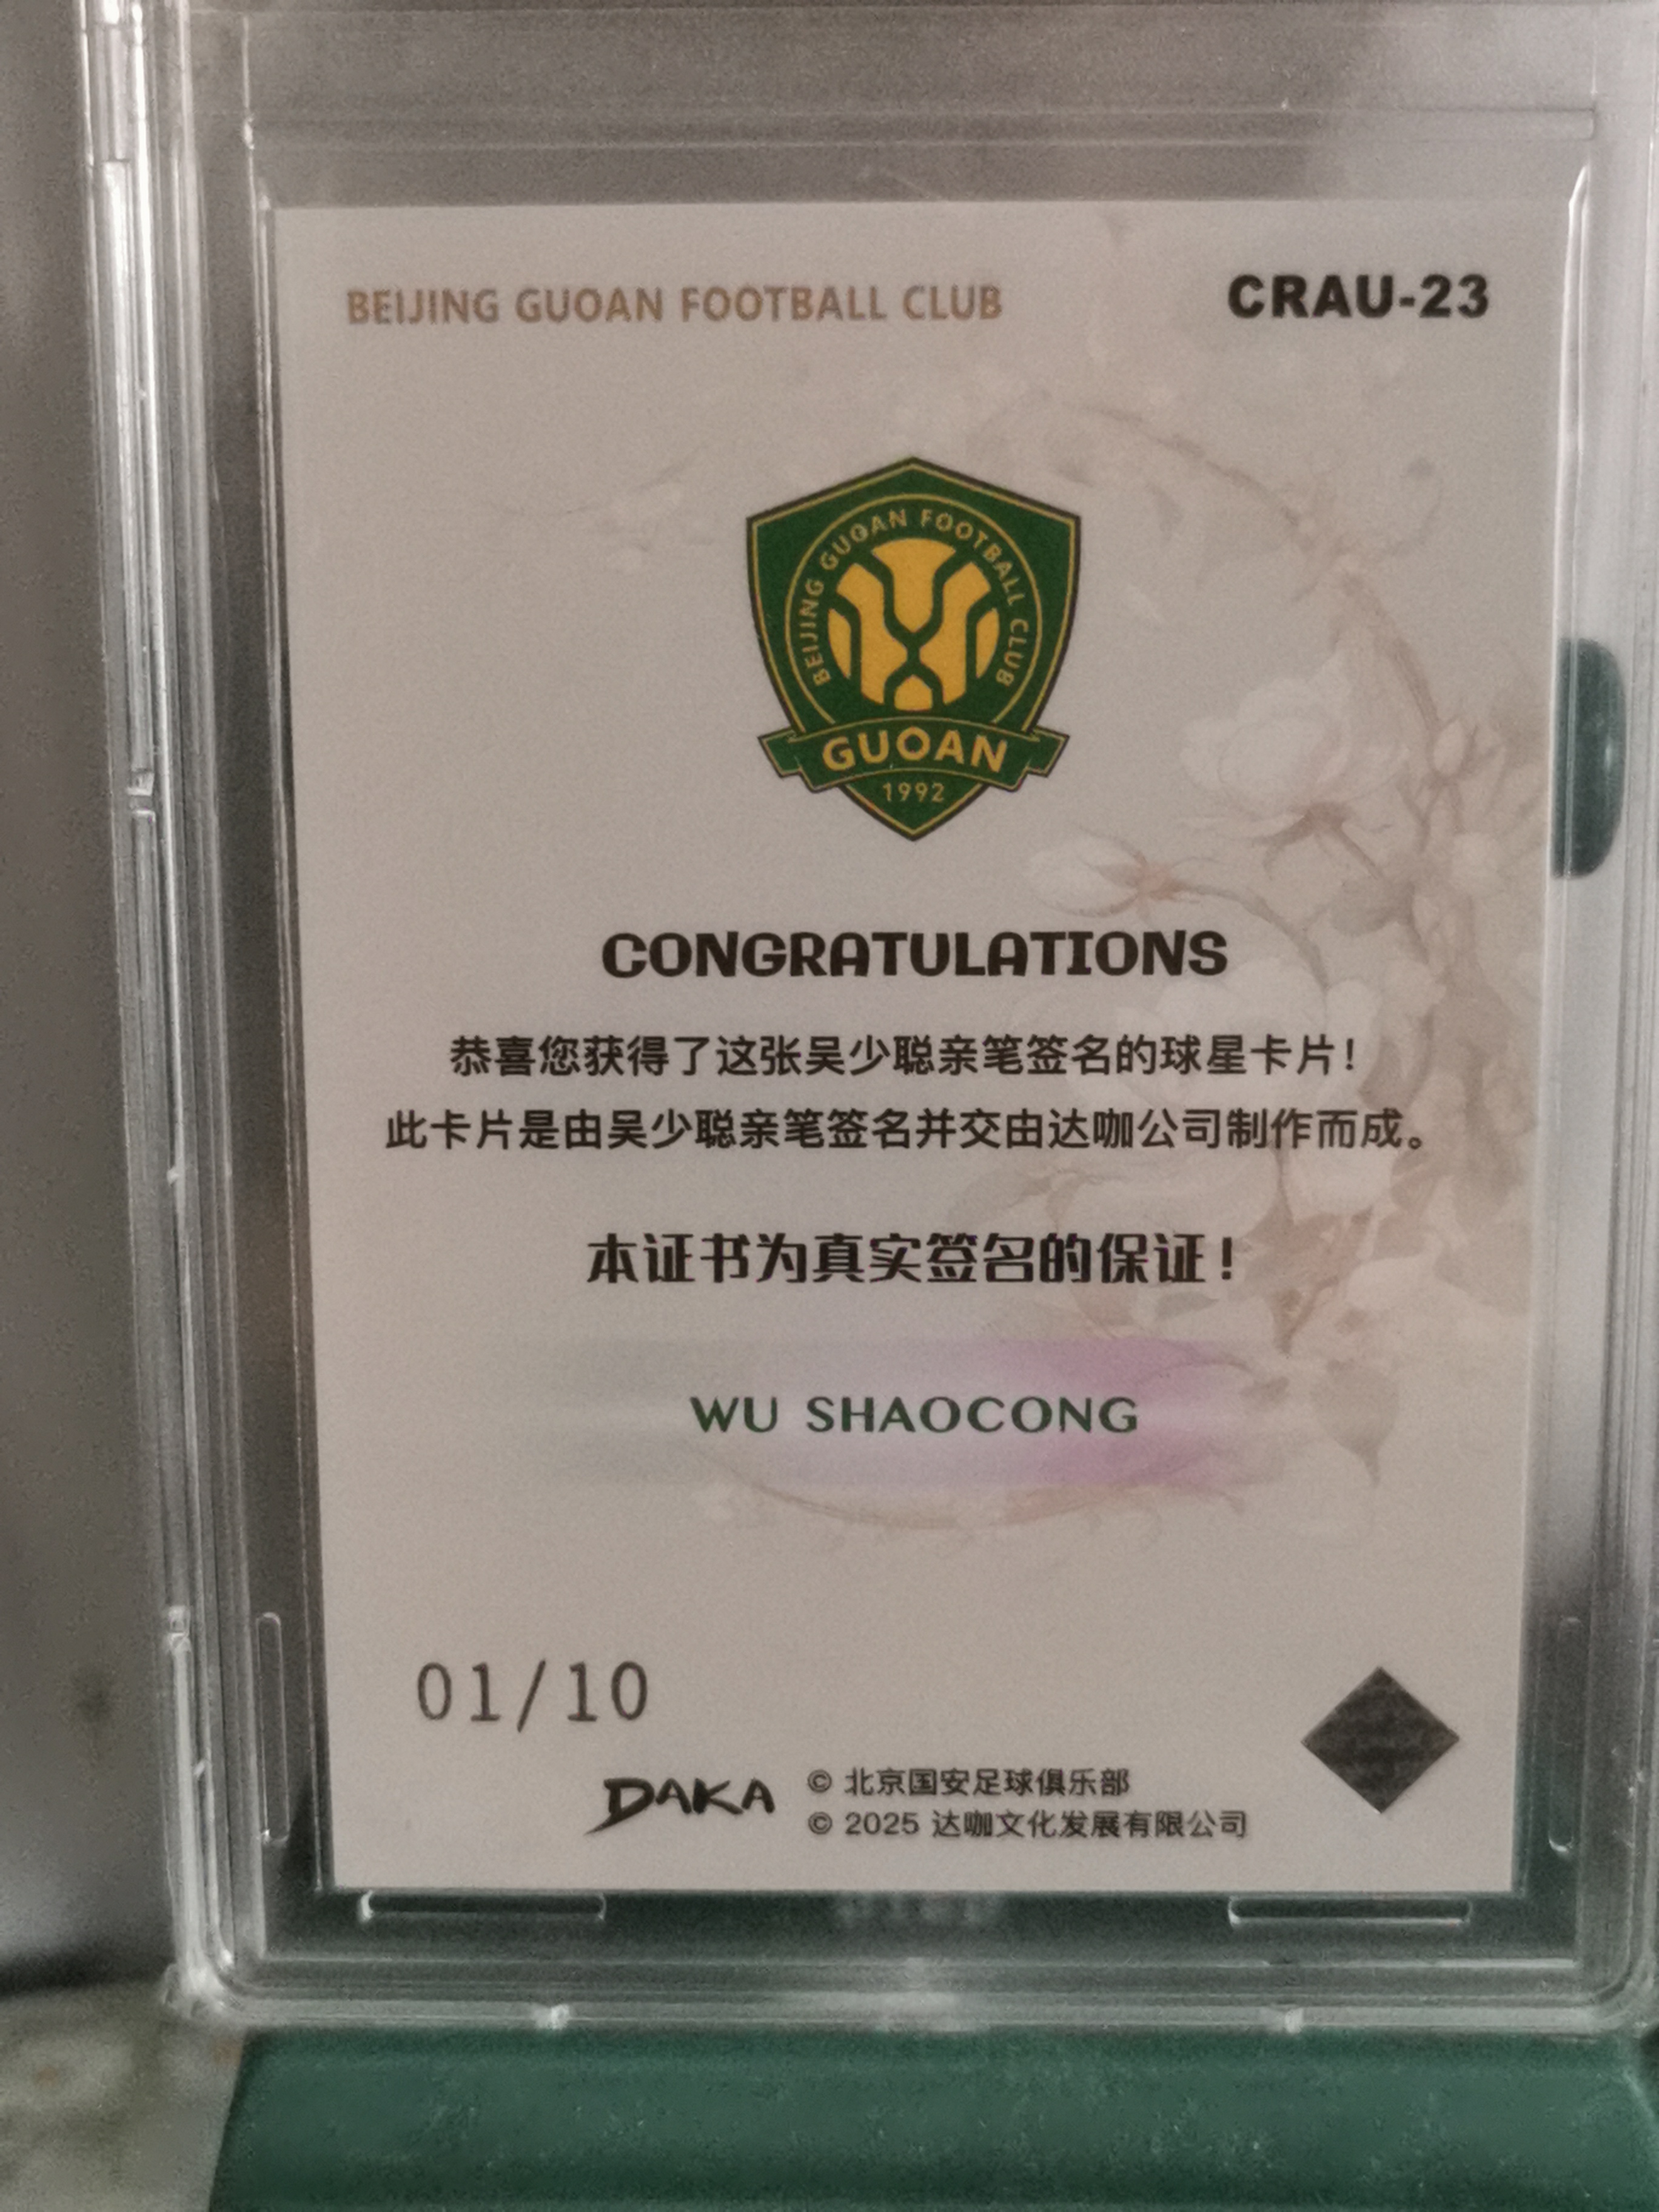 BEIJING GUOAN FOOTBALL CLUB
CRAU-23
BEIJING GUOAN FOOTBALL CLUB
GUOAN
1992
CONGRATULATIONS
恭喜您获得了这张吴少聪亲笔签名的球星卡片!
此卡片是由吴少聪亲笔签名并交由达咖公司制作而成。
本证书为真实签名的保证!
WU SHAOCONG
01/10
DAKA
© 北京国安足球俱乐部
© 2025 达咖文化发展有限公司